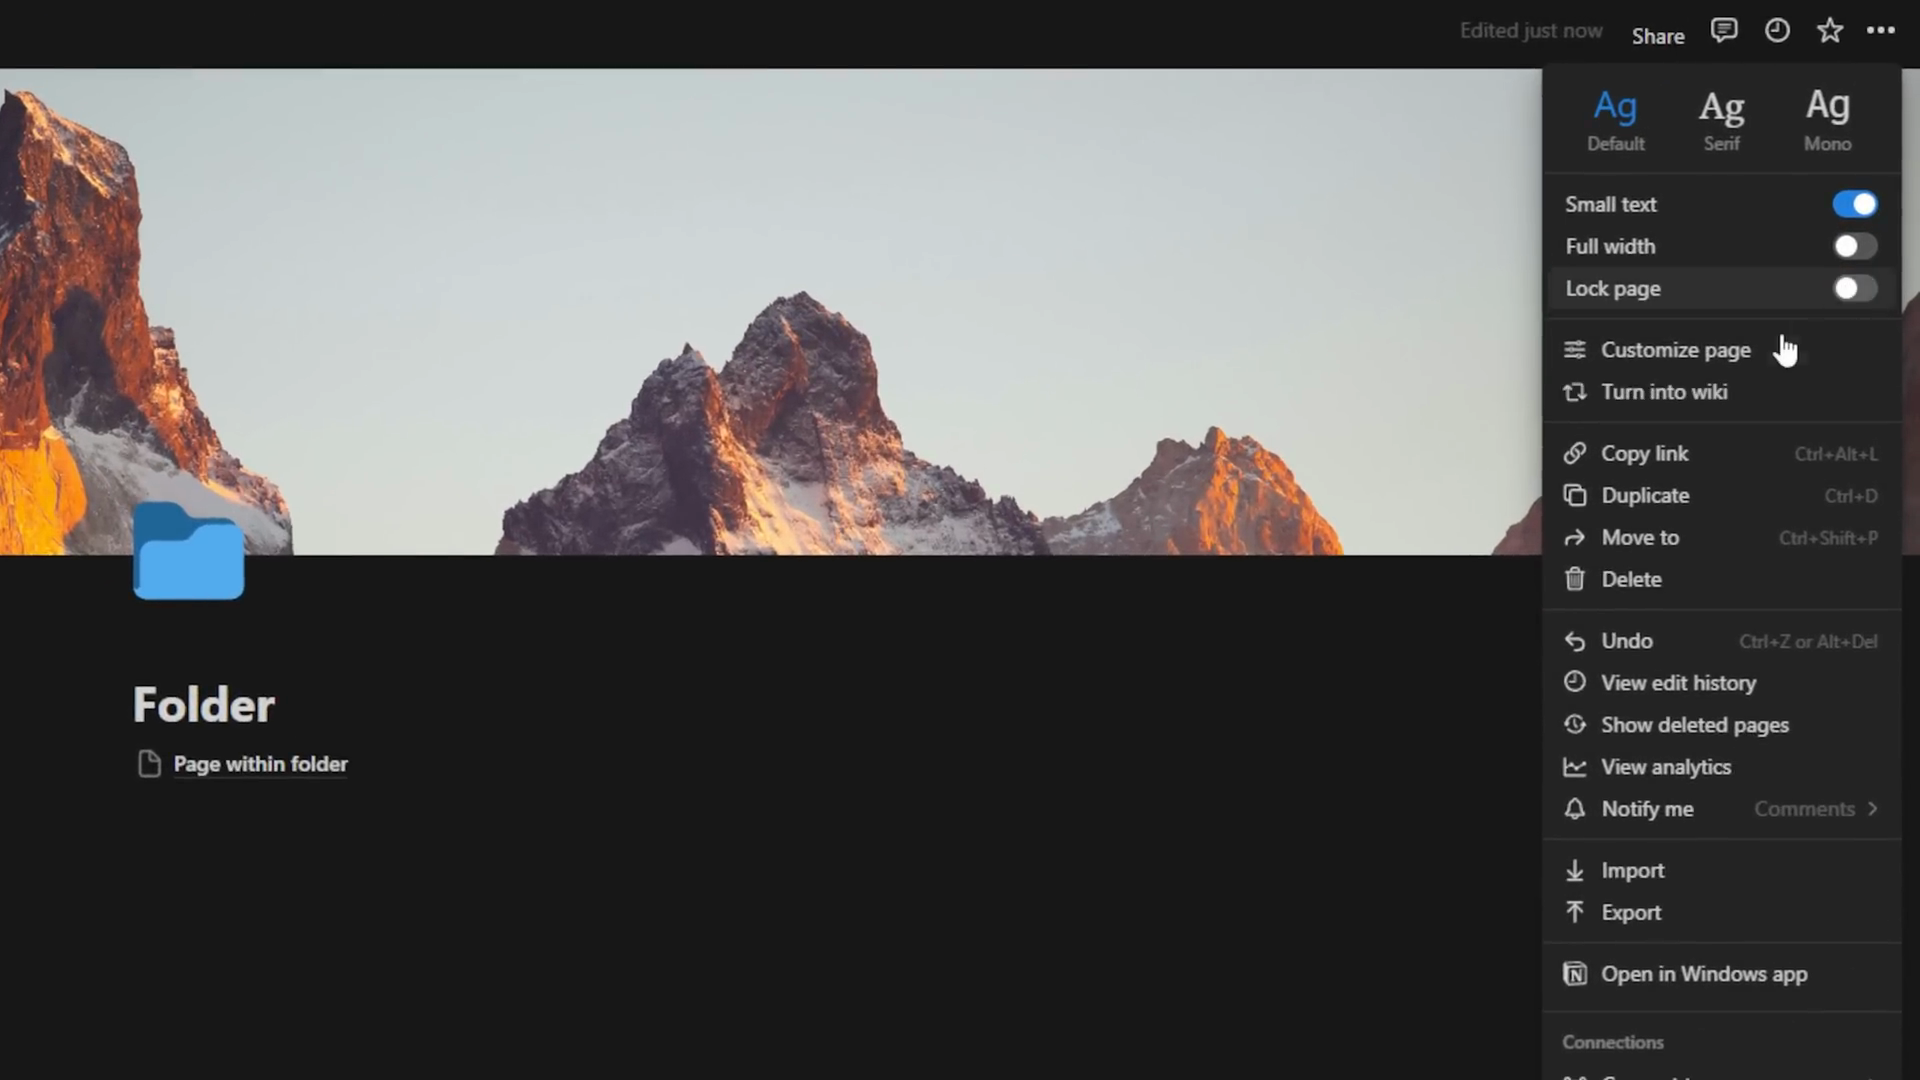 Edited just now
Share
Ag Ag Ag
Default Serif Mono
Small text
Full width
Lock page
Customize page
Turn into wiki
Copy link Ctrl+Alt+L
Duplicate Ctrl+D
Move to Ctrl+Shift+P
Delete
Undo Ctrl+Z or Alt+Del
View edit history
Show deleted pages
View analytics
Notify me Comments
Import
Export
Open in Windows app
Connections
Folder
Page within folder